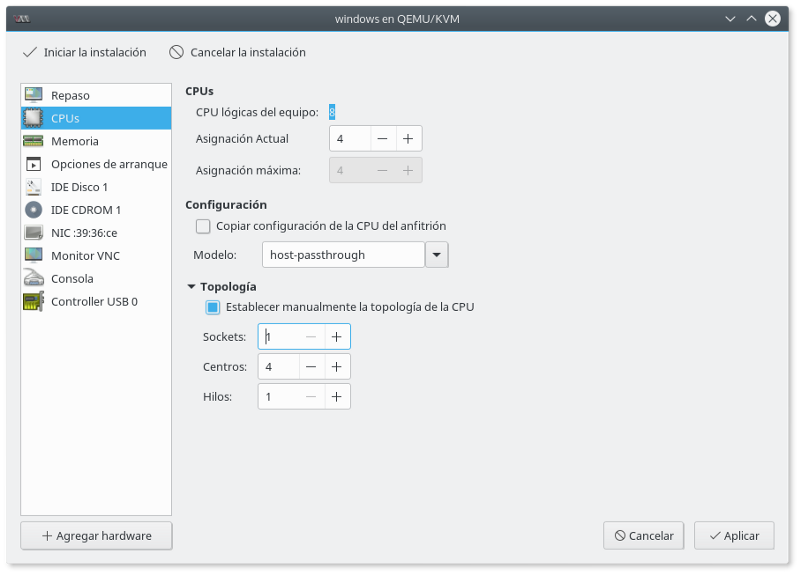 windows en QEMU/KVM
Iniciar la instalación
Cancelar la instalación
Repaso
CPUs
Memoria
Opciones de arranque
IDE Disco 1
IDE CDROM 1
NIC :39:36:ce
Monitor VNC
Consola
Controller USB 0
Agregar hardware
CPUs
CPU lógicas del equipo: 8
Asignación Actual 4
Asignación máxima: 4
Configuración
Copiar configuración de la CPU del anfitrión
Modelo: host-passthrough
Topología
Establecer manualmente la topología de la CPU
Sockets: 1
Centros: 4
Hilos: 1
Cancelar
Aplicar